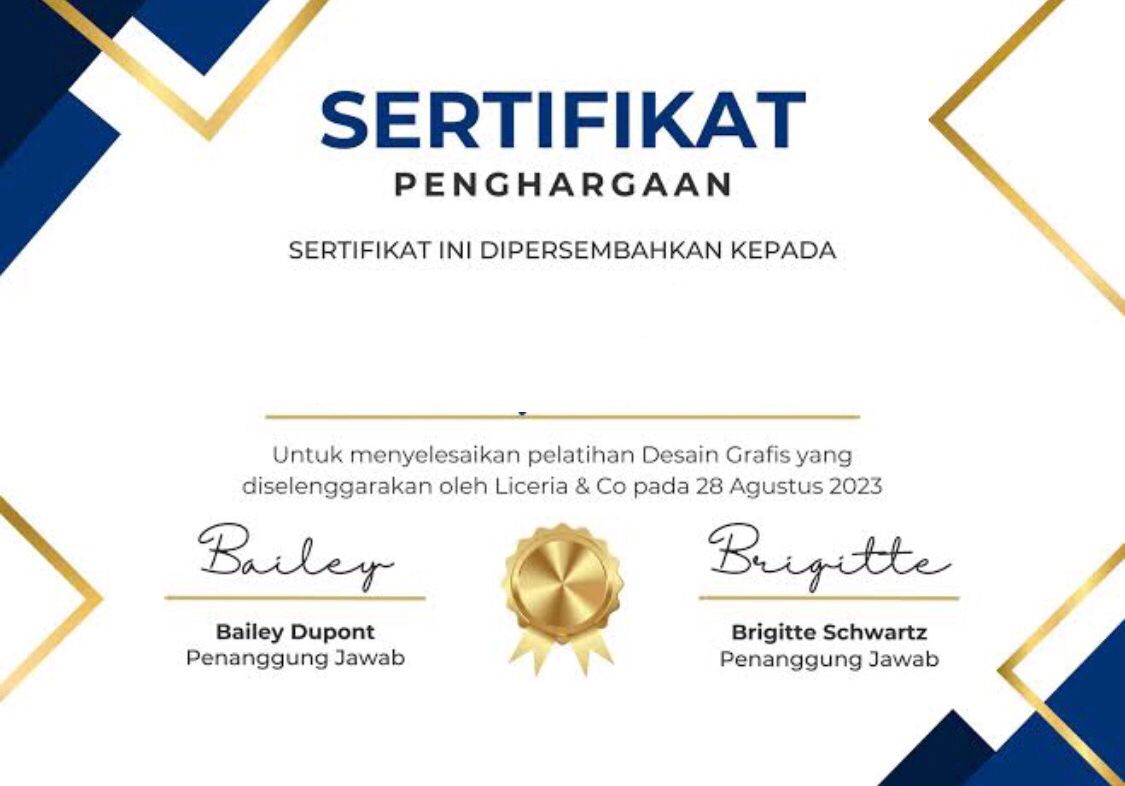 SERTIFIKAT
PENGHARGAAN
SERTIFIKAT INI DIPERSEMBAHKAN KEPADA
Untuk menyelesaikan pelatihan Desain Grafis yang
diselenggarakan oleh Liceria & Co pada 28 Agustus 2023
Bailey
Brigitte
Bailey Dupont
Brigitte Schwartz
Penanggung Jawab
Penanggung Jawab